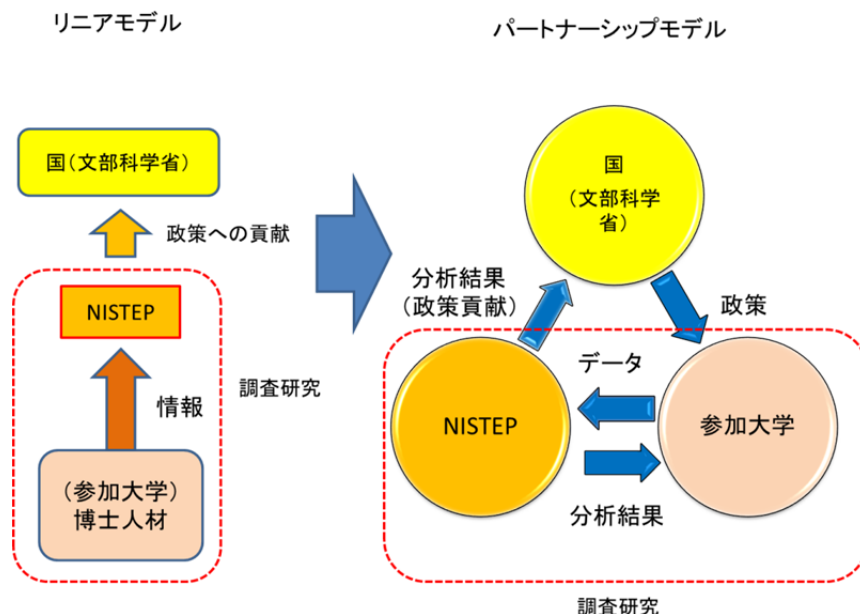 リニアモデル
パートナーシップモデル
国(文部科学省)
政策への貢献
NISTEP
情報
調査研究
(参加大学)
博士人材
国
(文部科学
省)
分析結果
(政策貢献)
政策
データ
NISTEP
参加大学
分析結果
調査研究